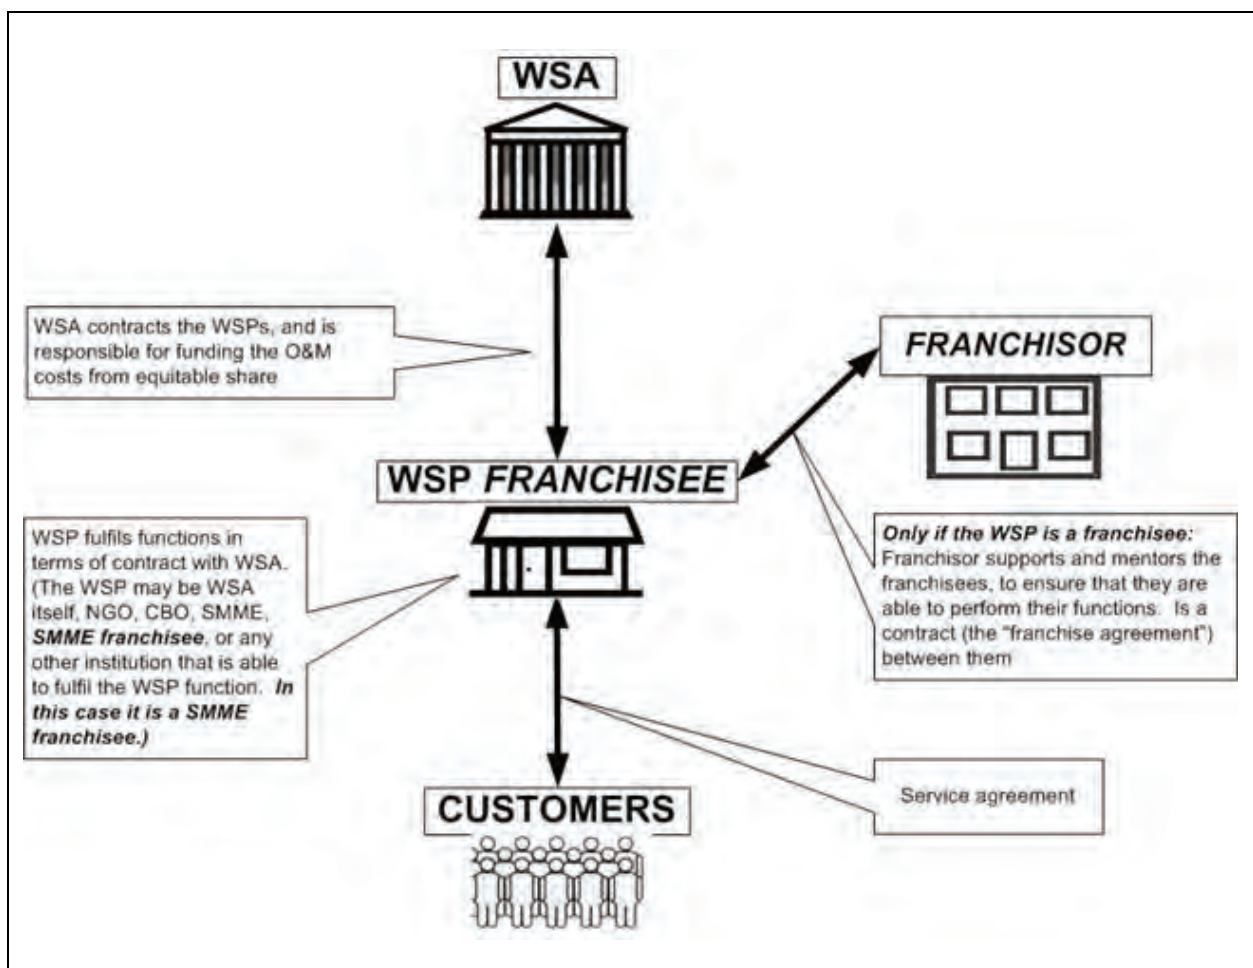 WSA
WSA contracts the WSPs, and is
responsible for funding the O&M
costs from equitable share
FRANCHISOR
WSP FRANCHISEE
WSP fulfils functions in
terms of contract with WSA.
(The WSP may be WSA
itself, NGO, CBO, SMME,
SMME franchisee, or any
other institution that is able
to fulfil the WSP function.  In
this case it is a SMME
franchisee.)
Only if the WSP is a franchisee:
Franchisor supports and mentors the
franchisees, to ensure that they are
able to perform their functions.  Is a
contract (the "franchise agreement")
between them
Service agreement
CUSTOMERS